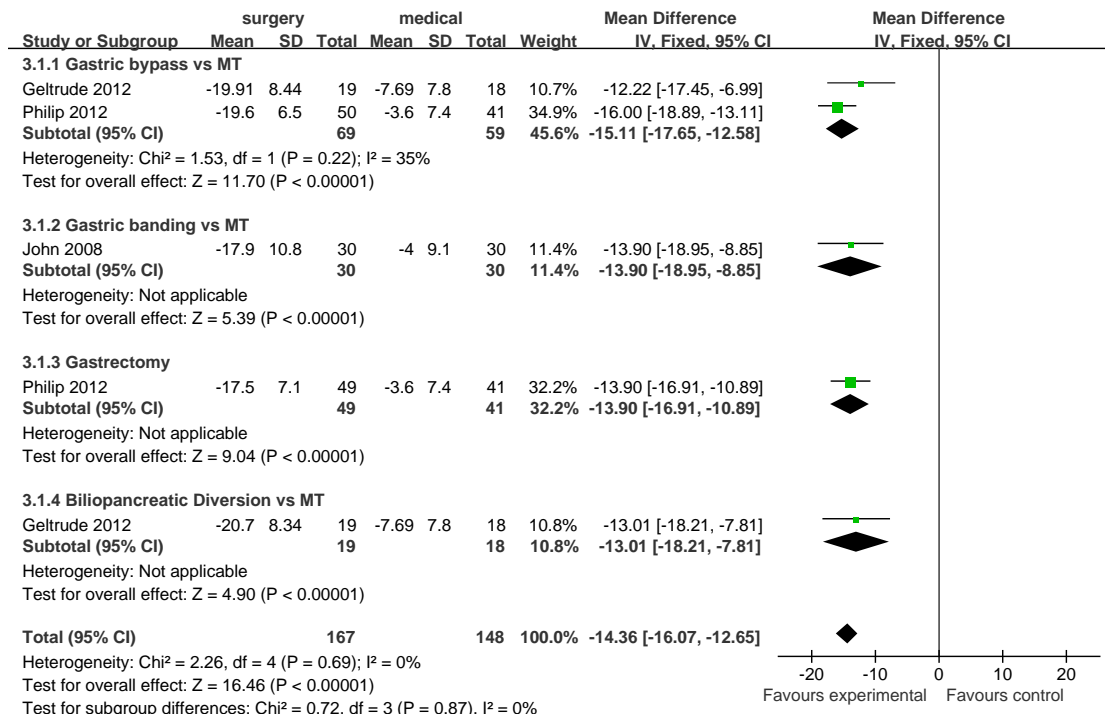 surgery medical Mean Difference Mean Difference
Study or Subgroup Mean SD Total Mean SD Total Weight IV, Fixed, 95% CI IV, Fixed, 95% CI
3.1.1 Gastric bypass vs MT
Geltrude 2012 -19.91 8.44 19 -7.69 7.8 18 10.7% -12.22 [-17.45, -6.99]
Philip 2012 -19.6 6.5 50 -3.6 7.4 41 34.9% -16.00 [-18.89, -13.11]
Subtotal (95% CI) 69 59 45.6% -15.11 [-17.65, -12.58]
Heterogeneity: Chi² = 1.53, df = 1 (P = 0.22); I² = 35%
Test for overall effect: Z = 11.70 (P < 0.00001)
3.1.2 Gastric banding vs MT
John 2008 -17.9 10.8 30 -4 9.1 30 11.4% -13.90 [-18.95, -8.85]
Subtotal (95% CI) 30 30 11.4% -13.90 [-18.95, -8.85]
Heterogeneity: Not applicable
Test for overall effect: Z = 5.39 (P < 0.00001)
3.1.3 Gastrectomy
Philip 2012 -17.5 7.1 49 -3.6 7.4 41 32.2% -13.90 [-16.91, -10.89]
Subtotal (95% CI) 49 41 32.2% -13.90 [-16.91, -10.89]
Heterogeneity: Not applicable
Test for overall effect: Z = 9.04 (P < 0.00001)
3.1.4 Biliopancreatic Diversion vs MT
Geltrude 2012 -20.7 8.34 19 -7.69 7.8 18 10.8% -13.01 [-18.21, -7.81]
Subtotal (95% CI) 19 18 10.8% -13.01 [-18.21, -7.81]
Heterogeneity: Not applicable
Test for overall effect: Z = 4.90 (P < 0.00001)
Total (95% CI) 167 148 100.0% -14.36 [-16.07, -12.65]
Heterogeneity: Chi² = 2.26, df = 4 (P = 0.69); I² = 0%
Test for overall effect: Z = 16.46 (P < 0.00001)
Test for subgroup differences: Chi² = 0.72, df = 3 (P = 0.87), I² = 0%
-20 -10 0 10 20
Favours experimental Favours control